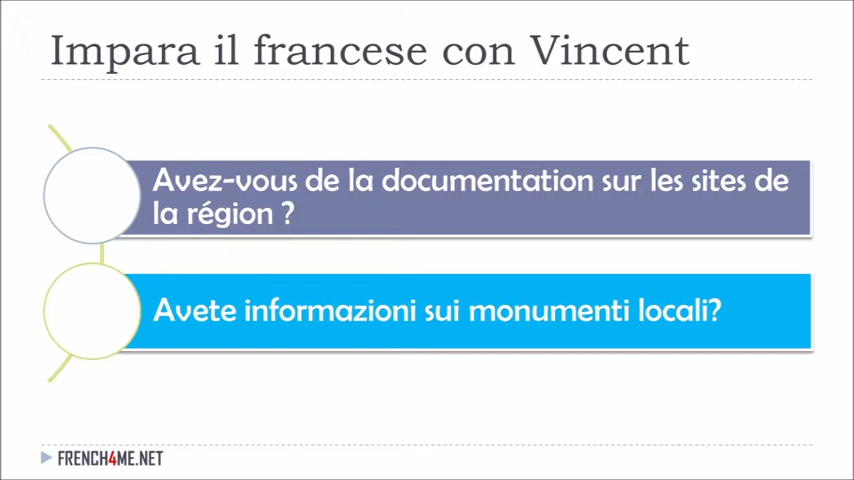 Impara il francese con Vincent
Avez-vous de la documentation sur les sites de
la région ?
Avete informazioni sui monumenti locali?
FRENCH4ME.NET